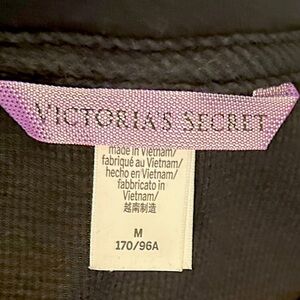 VICTORIA'S SECRET
made in Vietnam/
fabriqué au Vietnam/
hecho en Vietnam/
fabbricato in
Vietnam/
越南制造
M
170/96A